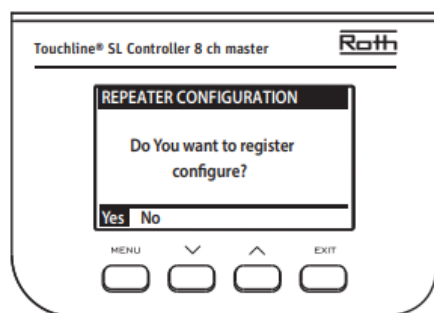 Touchline® SL Controller 8 ch master
Roth
REPEATER CONFIGURATION
Do You want to register
configure?
Yes No
MENU
EXIT